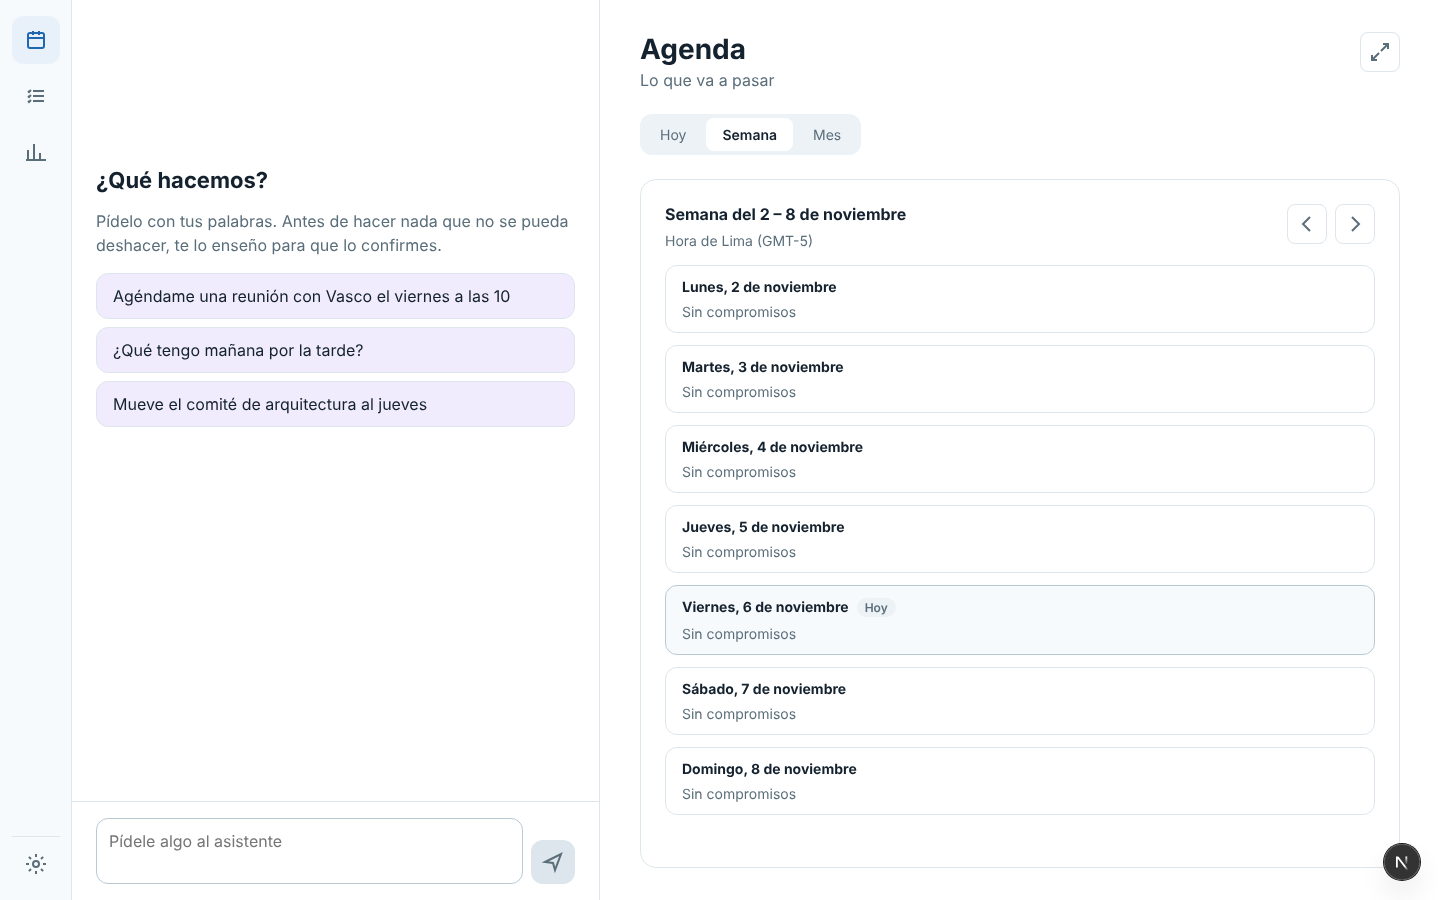 ¿Qué hacemos?
Pídelo con tus palabras. Antes de hacer nada que no se pueda
deshacer, te lo enseño para que lo confirmes.
Agéndame una reunión con Vasco el viernes a las 10
¿Qué tengo mañana por la tarde?
Mueve el comité de arquitectura al jueves
Pídele algo al asistente
Agenda
Lo que va a pasar
Hoy Semana Mes
Semana del 2 – 8 de noviembre
Hora de Lima (GMT-5)
Lunes, 2 de noviembre
Sin compromisos
Martes, 3 de noviembre
Sin compromisos
Miércoles, 4 de noviembre
Sin compromisos
Jueves, 5 de noviembre
Sin compromisos
Viernes, 6 de noviembre Hoy
Sin compromisos
Sábado, 7 de noviembre
Sin compromisos
Domingo, 8 de noviembre
Sin compromisos
N